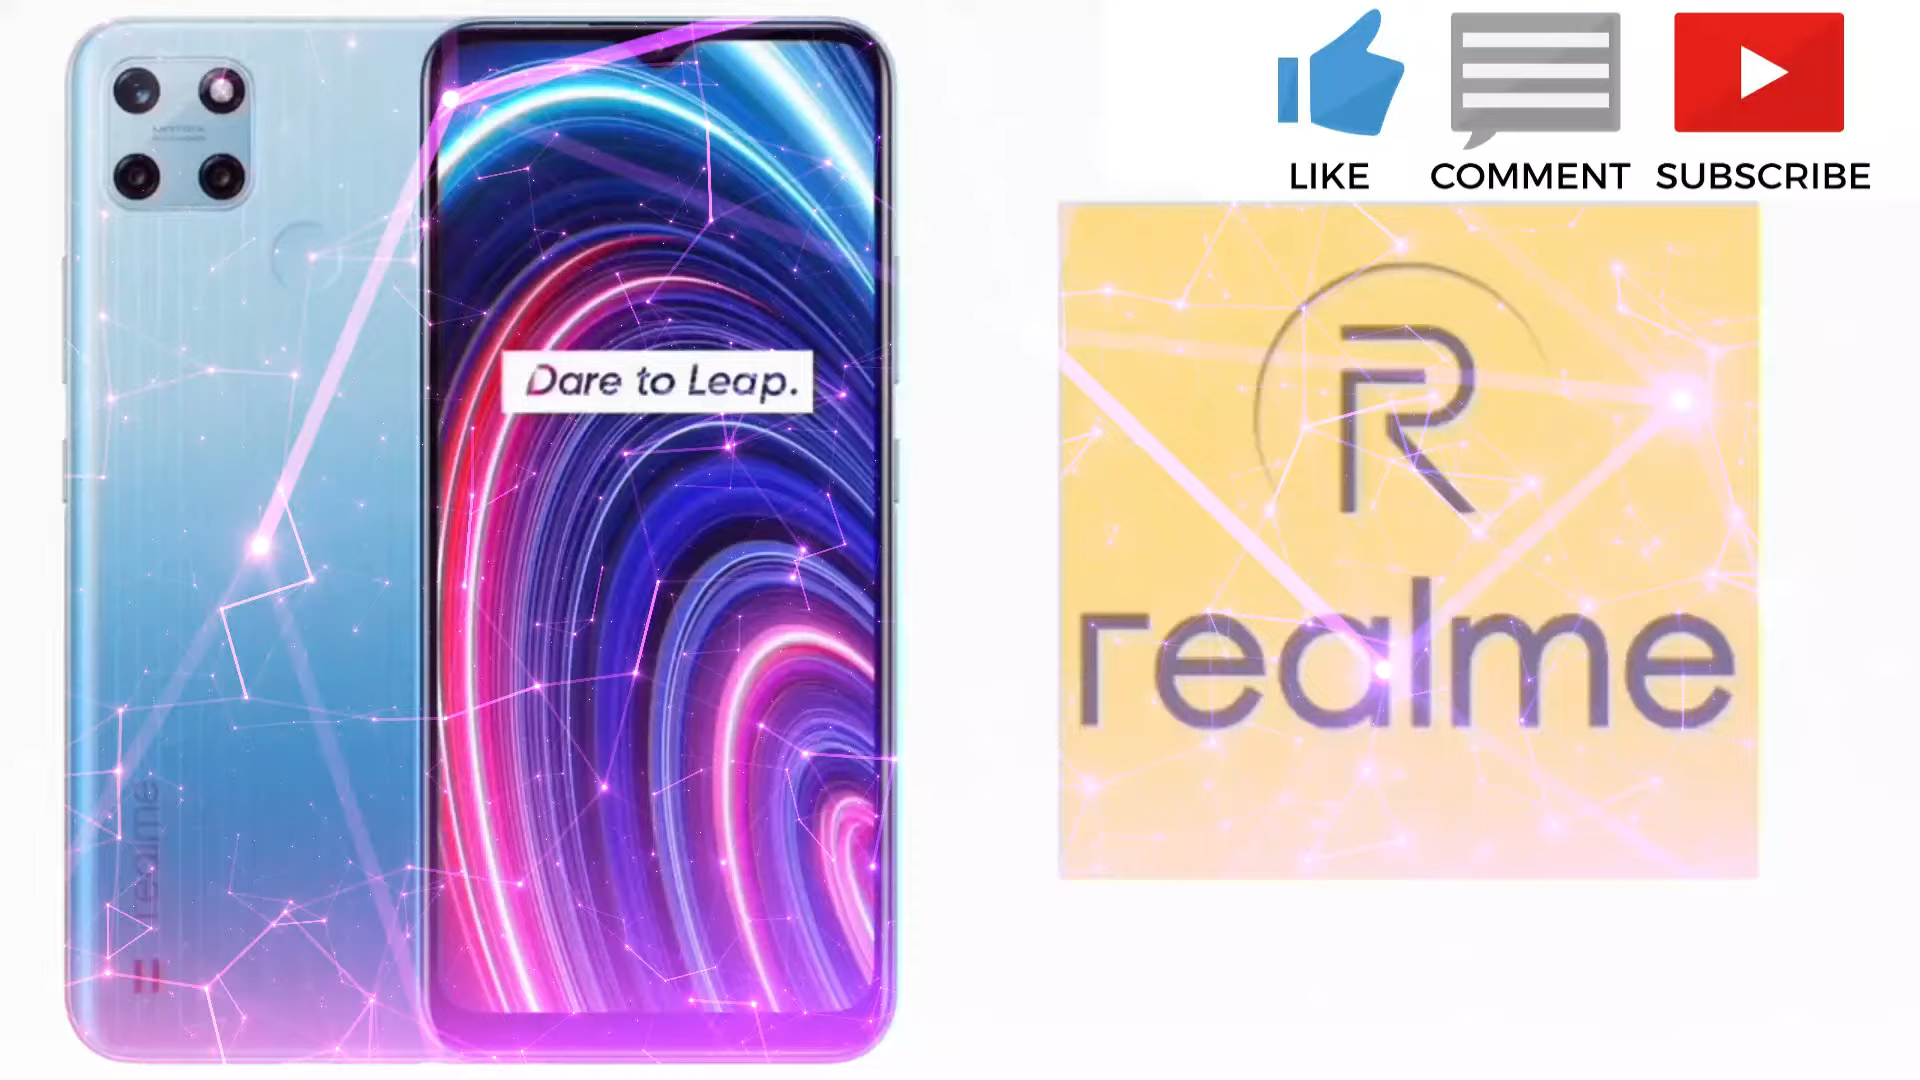 LIKE
COMMENT
SUBSCRIBE
Dare to Leap.
R
realme
realme